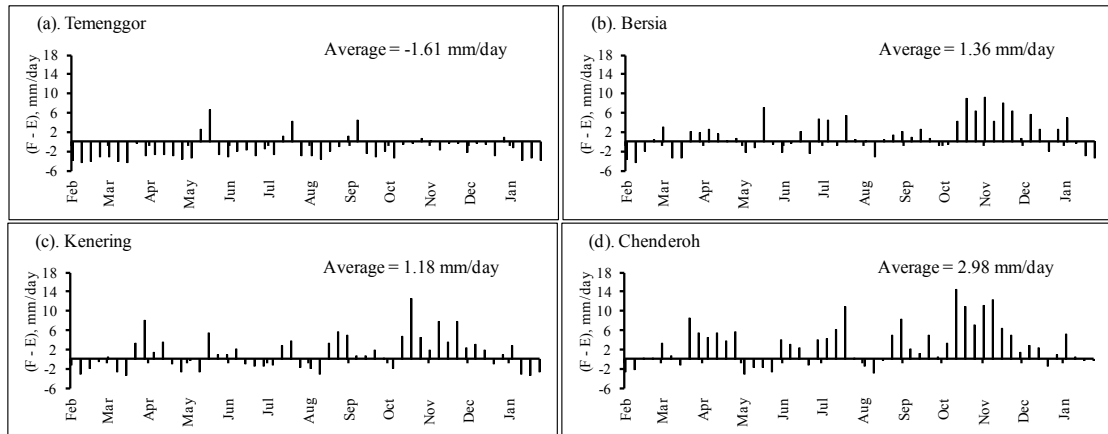 (a). Temenggor
Average = -1.61 mm/day
(F - E), mm/day
18
14
10
6
2
-2
-6
Feb
Mar
Apr
May
Jun
Jul
Aug
Sep
Oct
Nov
Dec
Jan
(b). Bersia
Average = 1.36 mm/day
(F - E), mm/day
18
14
10
6
2
-2
-6
Feb
Mar
Apr
May
Jun
Jul
Aug
Sep
Oct
Nov
Dec
Jan
(c). Kenering
Average = 1.18 mm/day
(F - E), mm/day
18
14
10
6
2
-2
-6
Feb
Mar
Apr
May
Jun
Jul
Aug
Sep
Oct
Nov
Dec
Jan
(d). Chenderoh
Average = 2.98 mm/day
(F - E), mm/day
18
14
10
6
2
-2
-6
Feb
Mar
Apr
May
Jun
Jul
Aug
Sep
Oct
Nov
Dec
Jan